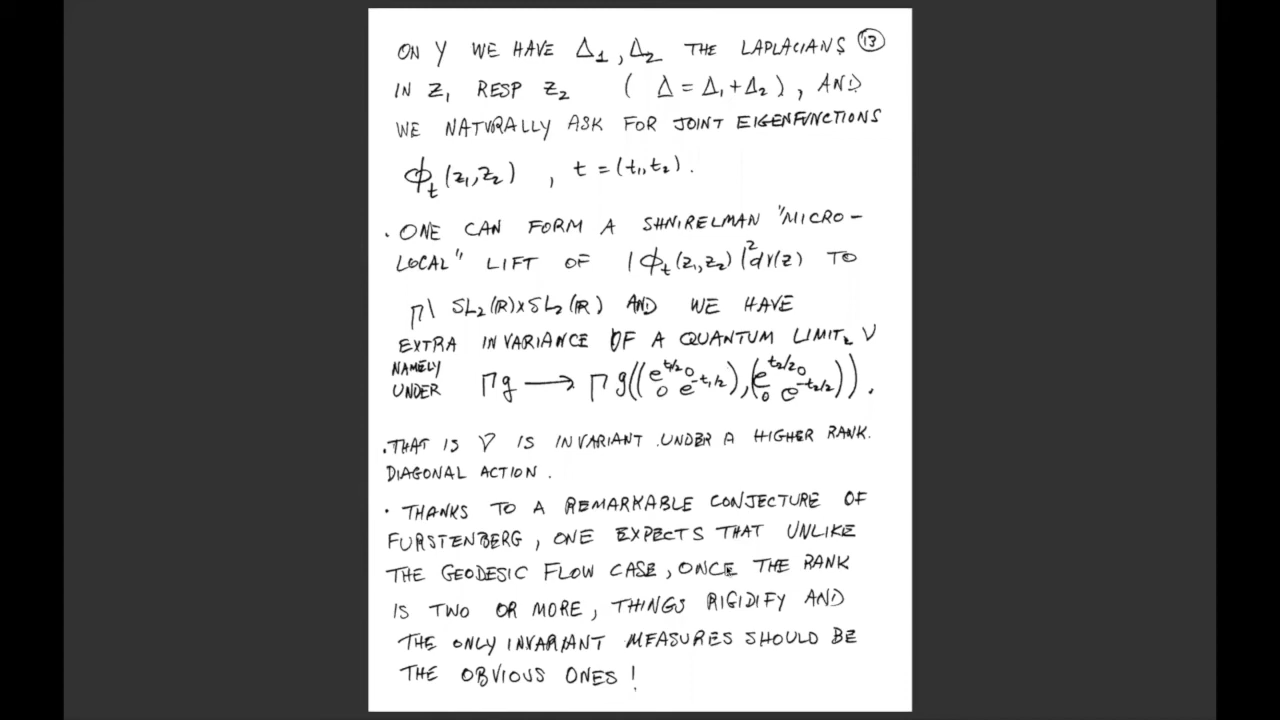 ON Y WE HAVE Δ₁, Δ₂ THE LAPLACIANS ⑬
IN Z₁ RESP Z₂ ( Δ = Δ₁ + Δ₂ ), AND
WE NATURALLY ASK FOR JOINT EIGENFUNCTIONS
ϕ_t (z₁, z₂) , t = (t₁, t₂).
· ONE CAN FORM A SHNIRELMAN "MICRO-
LOCAL" LIFT OF |ϕ_t (z₁, z₂)|² dv(z) TO
Γ\ SL₂(ℝ)×SL₂(ℝ) AND WE HAVE
EXTRA INVARIANCE OF A QUANTUM LIMIT, ν
NAMELY
UNDER Γg ⟶ Γg((e^{t₁/2} 0 / 0 e^{-t₁/2}), (e^{t₂/2} 0 / 0 e^{-t₂/2})).
· THAT IS ν IS INVARIANT UNDER A HIGHER RANK
DIAGONAL ACTION.
· THANKS TO A REMARKABLE CONJECTURE OF
FURSTENBERG, ONE EXPECTS THAT UNLIKE
THE GEODESIC FLOW CASE, ONCE THE RANK
IS TWO OR MORE, THINGS RIGIDIFY AND
THE ONLY INVARIANT MEASURES SHOULD BE
THE OBVIOUS ONES !